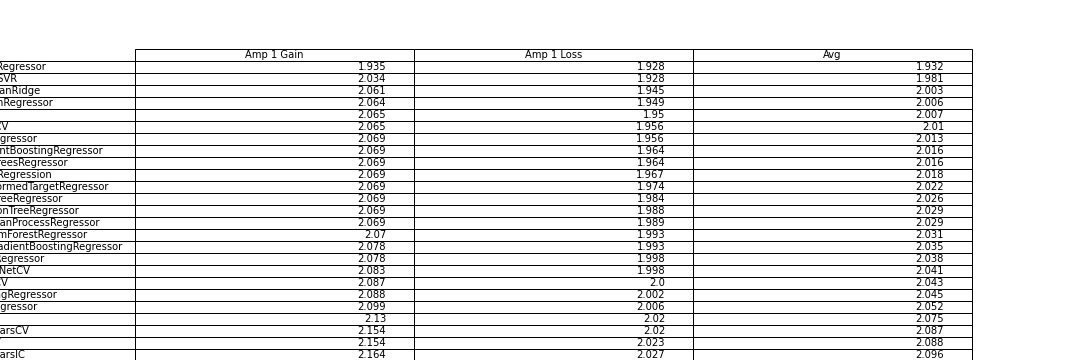 Amp 1 Gain Amp 1 Loss Avg
Regressor 1.935 1.928 1.932
SVR 2.034 1.928 1.981
anRidge 2.061 1.945 2.003
nRegressor 2.064 1.949 2.006
2.065 1.95 2.007
CV 2.065 1.956 2.01
gressor 2.069 1.956 2.013
ntBoostingRegressor 2.069 1.964 2.016
reesRegressor 2.069 1.964 2.016
Regression 2.069 1.967 2.018
ormedTargetRegressor 2.069 1.974 2.022
reeRegressor 2.069 1.984 2.026
onTreeRegressor 2.069 1.988 2.029
anProcessRegressor 2.069 1.989 2.029
mForestRegressor 2.07 1.993 2.031
adientBoostingRegressor 2.078 1.993 2.035
Regressor 2.078 1.998 2.038
NetCV 2.083 1.998 2.041
CV 2.087 2.0 2.043
gRegressor 2.088 2.002 2.045
gressor 2.099 2.006 2.052
2.13 2.02 2.075
arsCV 2.154 2.02 2.087
2.154 2.023 2.088
arsIC 2.164 2.027 2.096